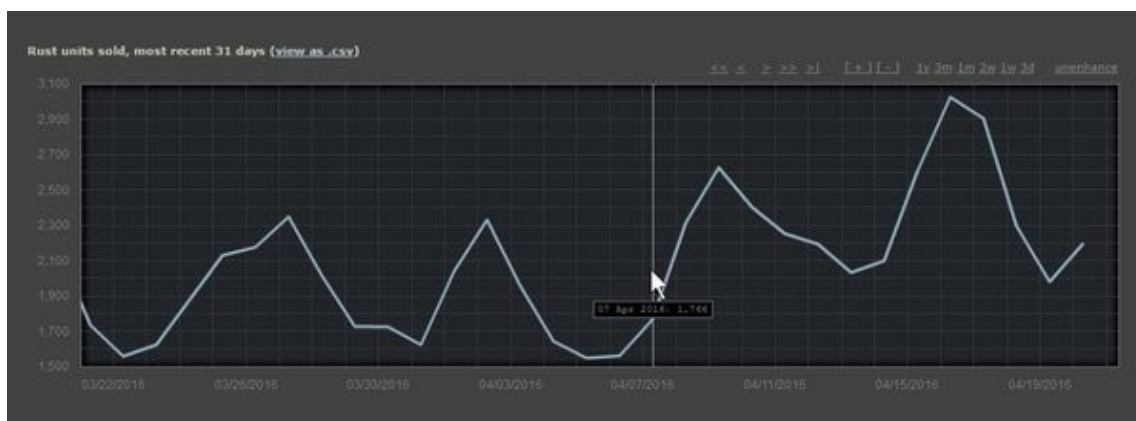 Rust units sold, most recent 31 days (view as .csv)
<< < > >> >| [+] [-] 1y 3m 1m 2w 1w 3d unenhance
3,100
2,900
2,700
2,500
2,300
2,100
1,900
1,700
1,500
07 Apr 2016: 1,766
03/22/2016 03/26/2016 03/30/2016 04/03/2016 04/07/2016 04/11/2016 04/15/2016 04/19/2016